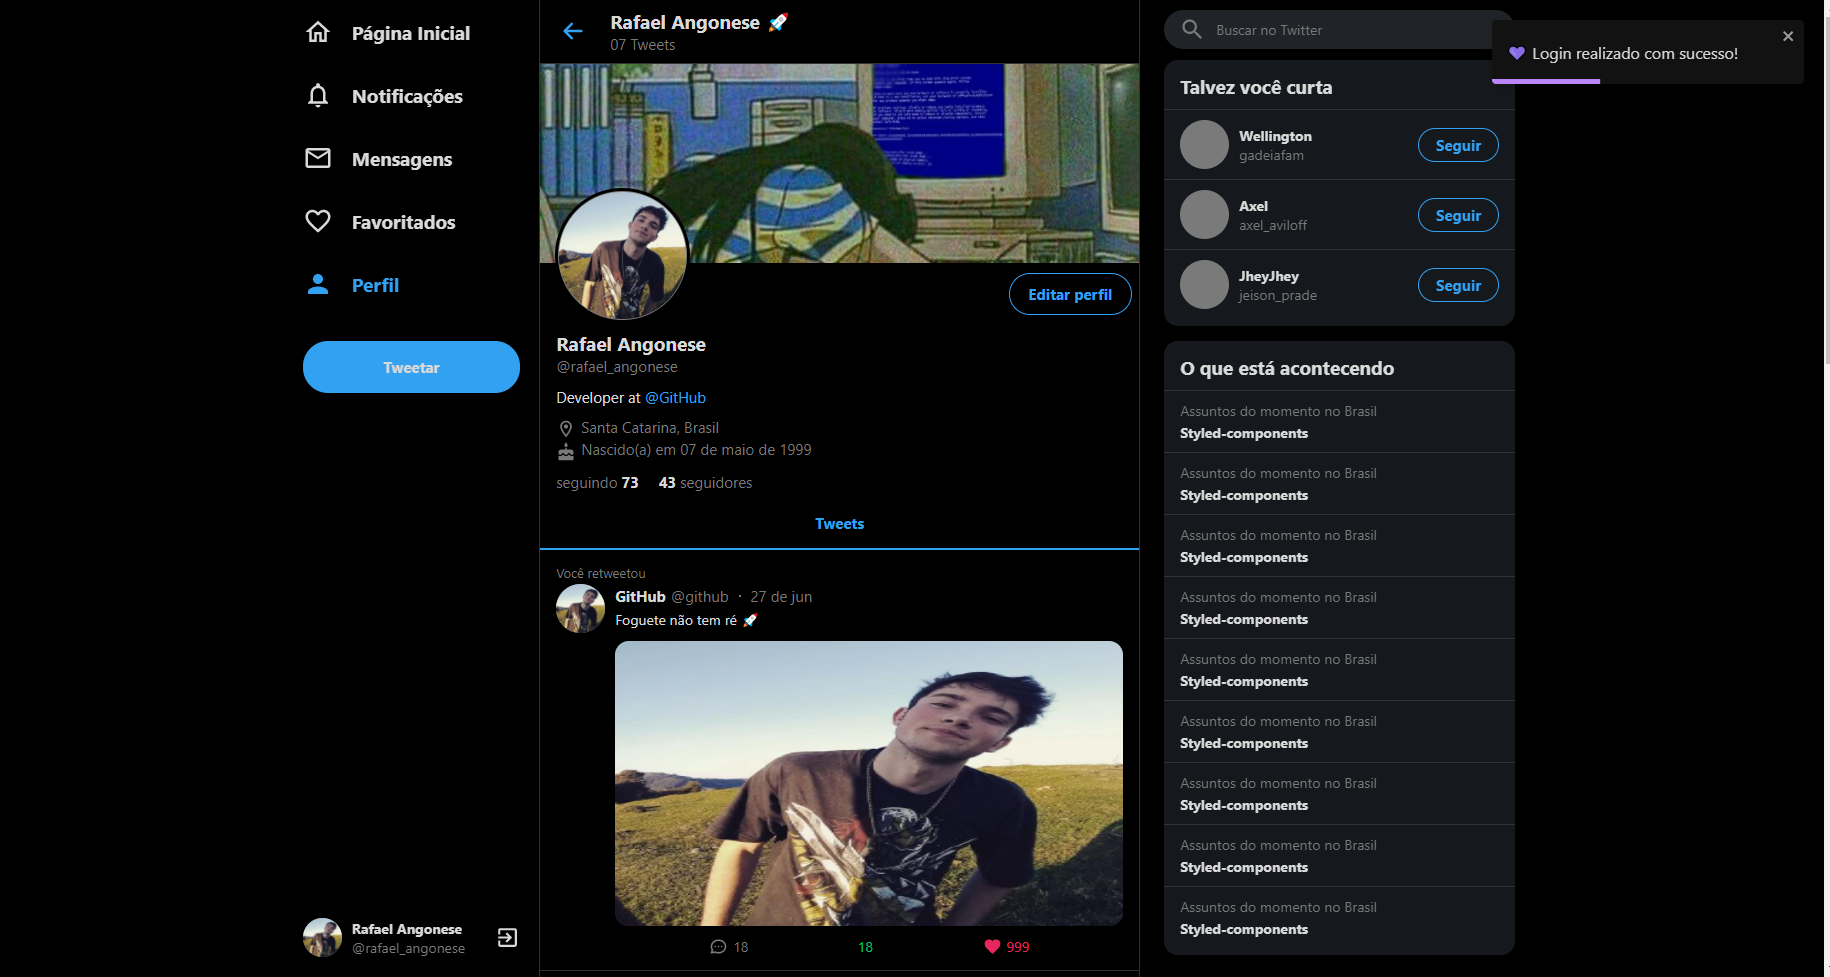 Página Inicial
Notificações
Mensagens
Favoritados
Perfil
Tweetar
Rafael Angonese
@rafael_angonese
Rafael Angonese 🚀
07 Tweets
Editar perfil
Rafael Angonese
@rafael_angonese
Developer at @GitHub
Santa Catarina, Brasil
Nascido(a) em 07 de maio de 1999
seguindo 73 43 seguidores
Tweets
Você retweetou
GitHub @github · 27 de jun
Foguete não tem ré 🚀
18 18 999
Buscar no Twitter
Login realizado com sucesso!
Talvez você curta
Wellington
gadeiafam
Seguir
Axel
axel_aviloff
Seguir
JheyJhey
jeison_prade
Seguir
O que está acontecendo
Assuntos do momento no Brasil
Styled-components
Assuntos do momento no Brasil
Styled-components
Assuntos do momento no Brasil
Styled-components
Assuntos do momento no Brasil
Styled-components
Assuntos do momento no Brasil
Styled-components
Assuntos do momento no Brasil
Styled-components
Assuntos do momento no Brasil
Styled-components
Assuntos do momento no Brasil
Styled-components
Assuntos do momento no Brasil
Styled-components